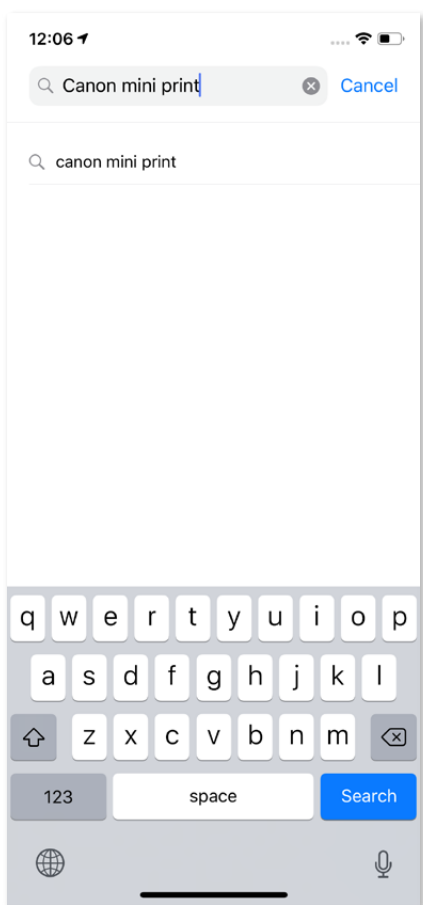 12:06
Canon mini print Cancel
canon mini print
q w e r t y u i o p
a s d f g h j k l
z x c v b n m
123 space Search